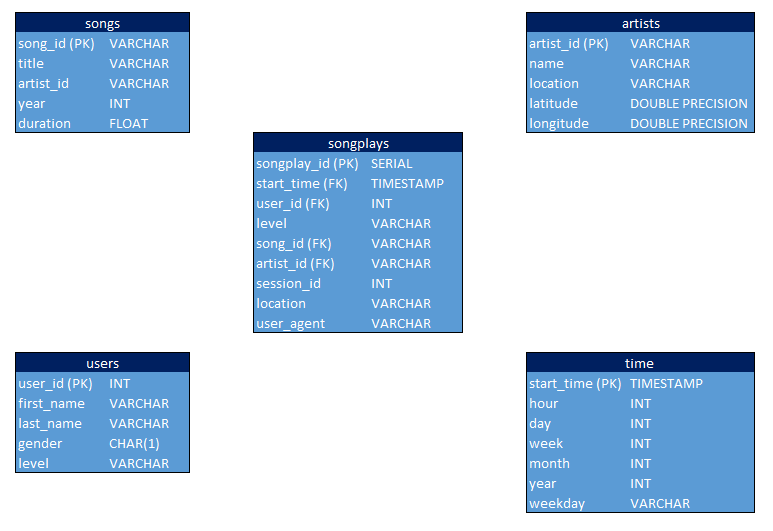 songs
song_id (PK) VARCHAR
title VARCHAR
artist_id VARCHAR
year INT
duration FLOAT
artists
artist_id (PK) VARCHAR
name VARCHAR
location VARCHAR
latitude DOUBLE PRECISION
longitude DOUBLE PRECISION
songplays
songplay_id (PK) SERIAL
start_time (FK) TIMESTAMP
user_id (FK) INT
level VARCHAR
song_id (FK) VARCHAR
artist_id (FK) VARCHAR
session_id INT
location VARCHAR
user_agent VARCHAR
users
user_id (PK) INT
first_name VARCHAR
last_name VARCHAR
gender CHAR(1)
level VARCHAR
time
start_time (PK) TIMESTAMP
hour INT
day INT
week INT
month INT
year INT
weekday VARCHAR